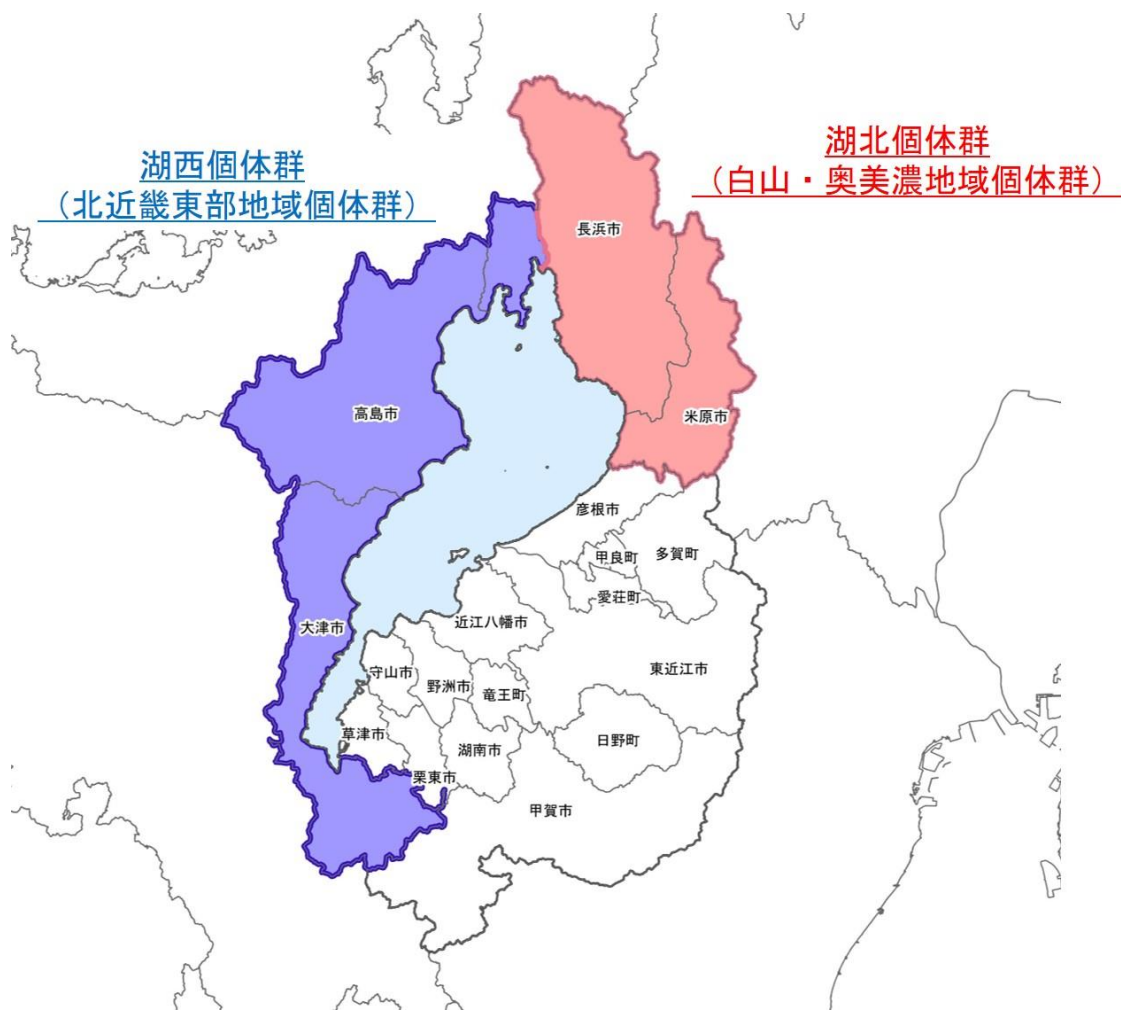 湖西個体群
（北近畿東部地域個体群）
湖北個体群
（白山・奥美濃地域個体群）
長浜市
高島市
米原市
彦根市
甲良町
多賀町
愛荘町
近江八幡市
大津市
守山市
野洲市
竜王町
東近江市
草津市
湖南市
日野町
栗東市
甲賀市